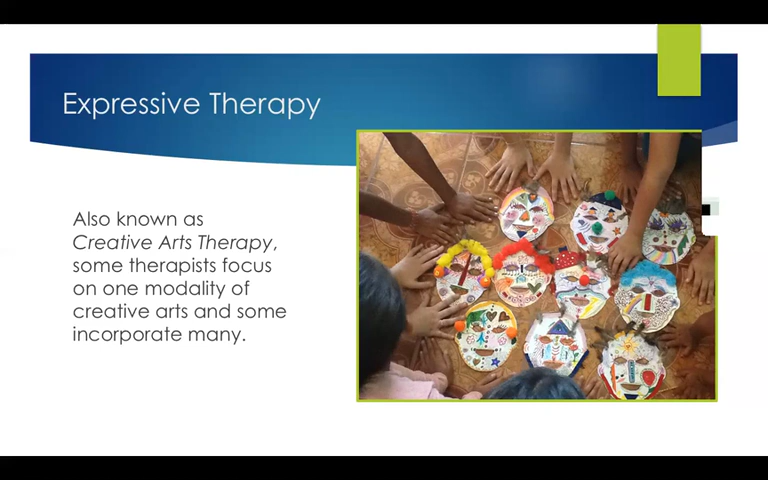 Expressive Therapy
Also known as
Creative Arts Therapy,
some therapists focus
on one modality of
creative arts and some
incorporate many.